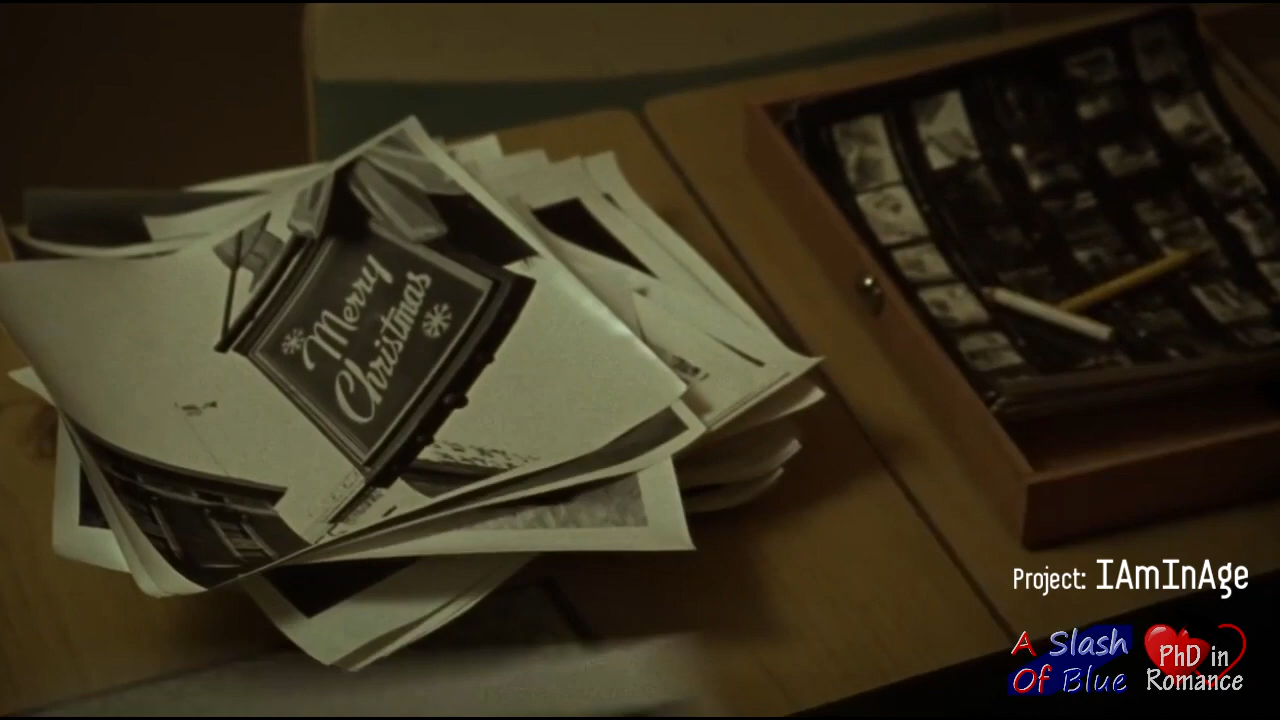 Merry
Christmas
Project: IAmInAge
A Slash
Of Blue
PhD in
Romance